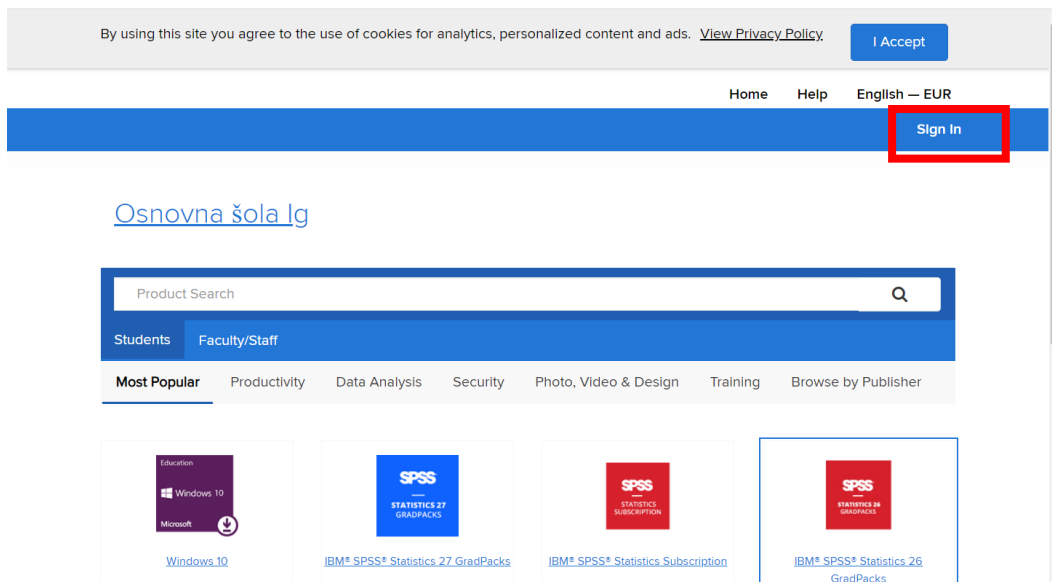 By using this site you agree to the use of cookies for analytics, personalized content and ads. View Privacy Policy
I Accept
Home Help English — EUR
Sign In
Osnovna šola Ig
Product Search
Students Faculty/Staff
Most Popular Productivity Data Analysis Security Photo, Video & Design Training Browse by Publisher
Education
Windows 10
Microsoft
SPSS
STATISTICS 27
GRADPACKS
SPSS
STATISTICS
SUBSCRIPTION
SPSS
STATISTICS 26
GRADPACKS
Windows 10
IBM® SPSS® Statistics 27 GradPacks
IBM® SPSS® Statistics Subscription
IBM® SPSS® Statistics 26
GradPacks